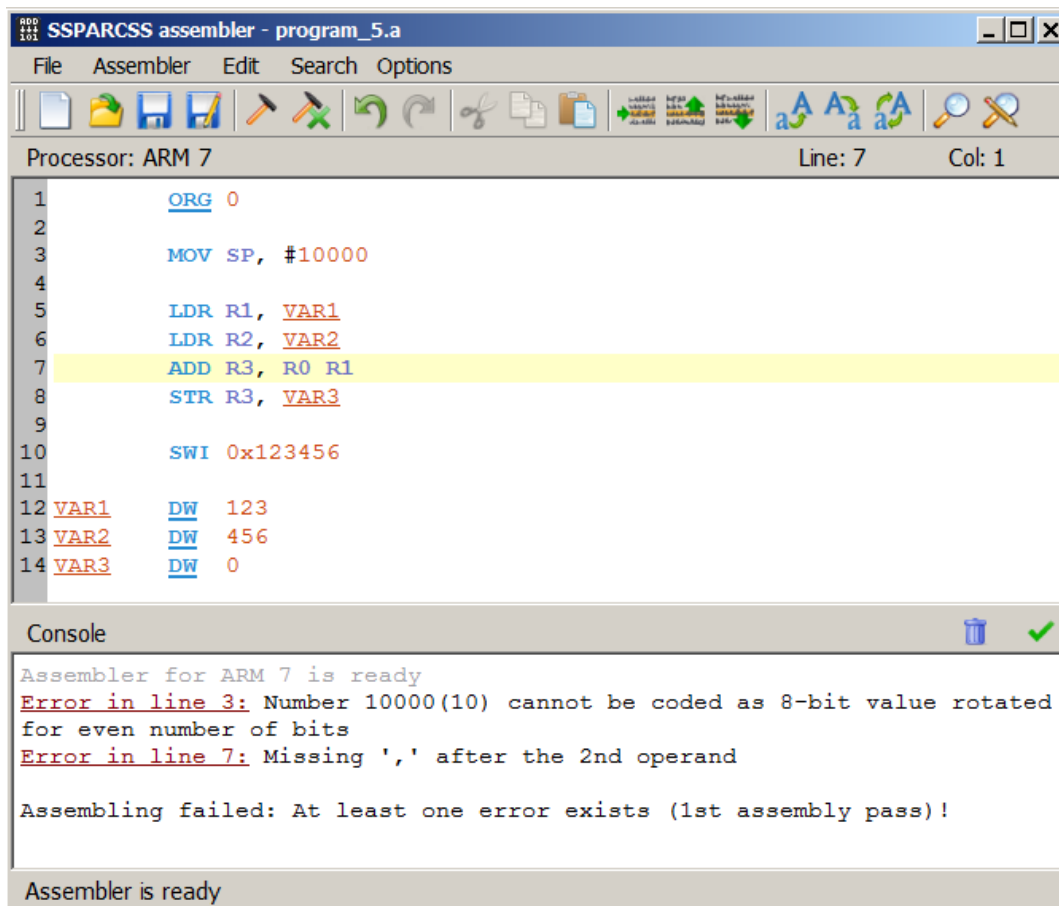 SSPARCSS assembler - program_5.a
File Assembler Edit Search Options
Processor: ARM 7 Line: 7 Col: 1
1 ORG 0
2
3 MOV SP, #10000
4
5 LDR R1, VAR1
6 LDR R2, VAR2
7 ADD R3, R0 R1
8 STR R3, VAR3
9
10 SWI 0x123456
11
12 VAR1 DW 123
13 VAR2 DW 456
14 VAR3 DW 0
Console
Assembler for ARM 7 is ready
Error in line 3: Number 10000(10) cannot be coded as 8-bit value rotated
for even number of bits
Error in line 7: Missing ',' after the 2nd operand
Assembling failed: At least one error exists (1st assembly pass)!
Assembler is ready